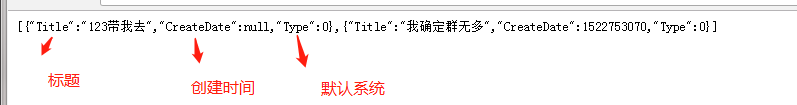 [{"Title":"123带我去","CreateDate":null,"Type":0},{"Title":"我确定群无多","CreateDate":1522753070,"Type":0}]
标题
创建时间
默认系统